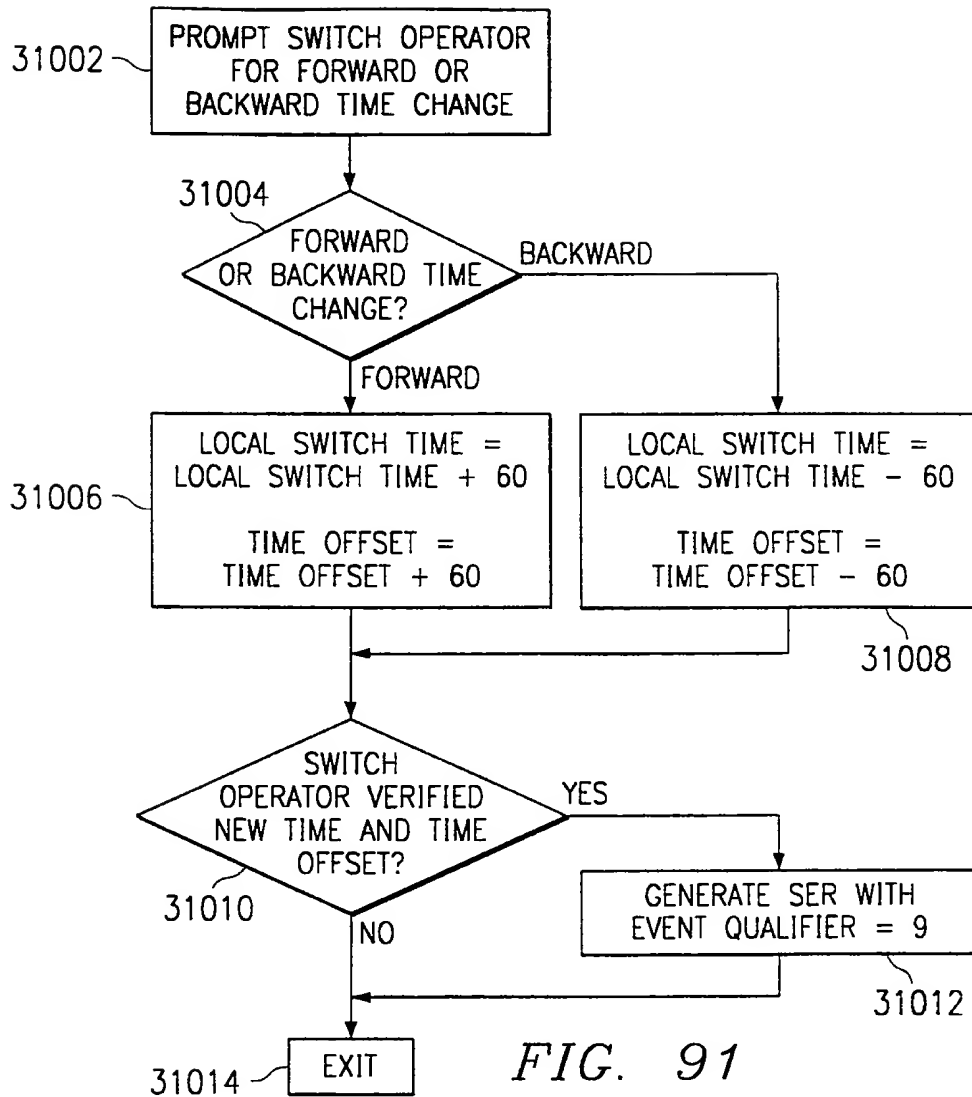 31002
PROMPT SWITCH OPERATOR
FOR FORWARD OR
BACKWARD TIME CHANGE
31004
FORWARD
OR BACKWARD TIME
CHANGE?
BACKWARD
FORWARD
31006
LOCAL SWITCH TIME =
LOCAL SWITCH TIME + 60
TIME OFFSET =
TIME OFFSET + 60
LOCAL SWITCH TIME =
LOCAL SWITCH TIME - 60
TIME OFFSET =
TIME OFFSET - 60
31008
SWITCH
OPERATOR VERIFIED
NEW TIME AND TIME
OFFSET?
YES
31010
NO
GENERATE SER WITH
EVENT QUALIFIER = 9
31012
31014
EXIT
FIG. 91